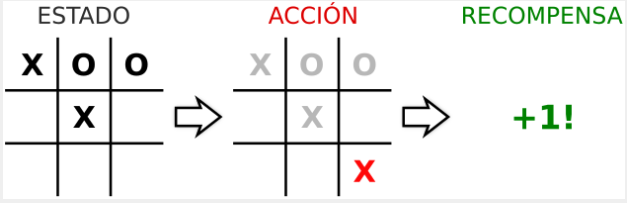 ESTADO ACCIÓN RECOMPENSA
X O O X O O
X X +1!
X